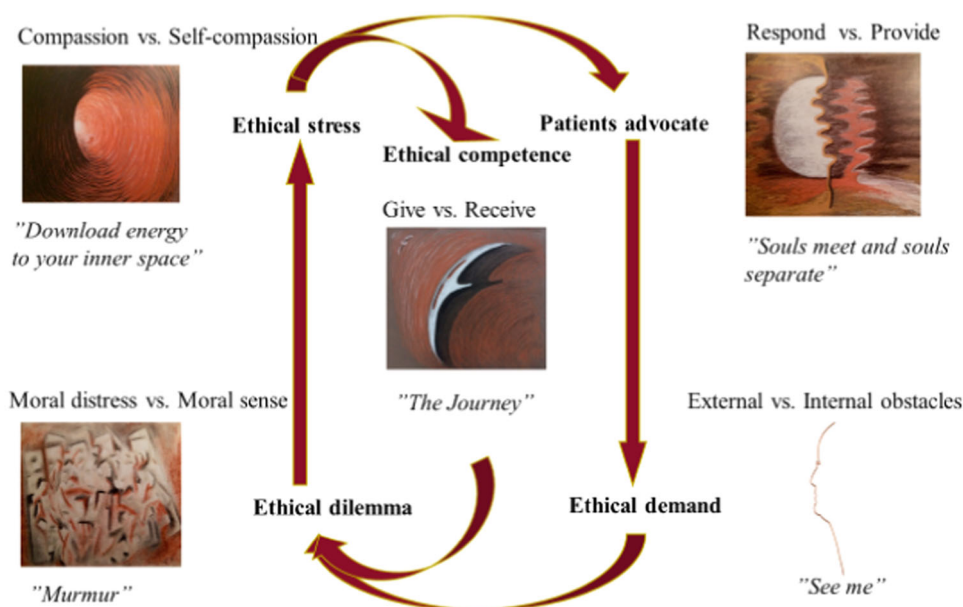 Compassion vs. Self-compassion
Respond vs. Provide
Ethical stress
Patients advocate
Ethical competence
Give vs. Receive
”Download energy
to your inner space”
”Souls meet and souls
separate”
”The Journey”
Moral distress vs. Moral sense
External vs. Internal obstacles
Ethical dilemma
Ethical demand
”Murmur”
”See me”